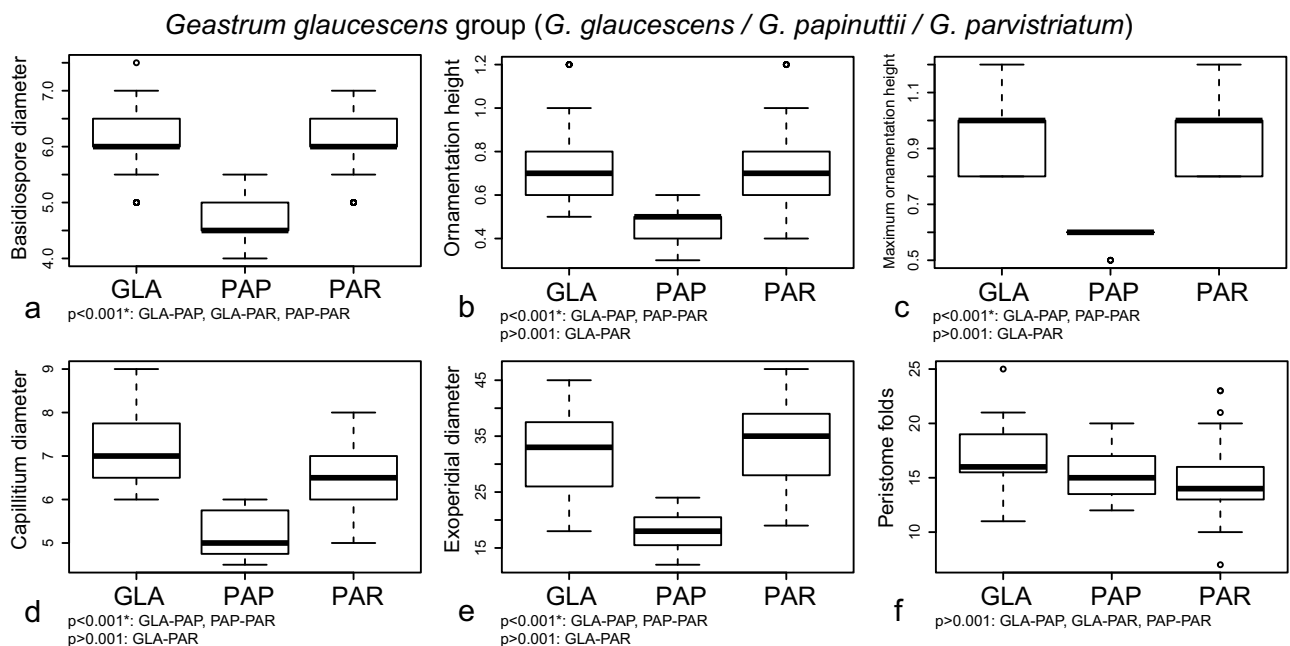 Geastrum glaucescens group (G. glaucescens / G. papinuttii / G. parvistriatum)
Basidiospore diameter
4.0 5.0 6.0 7.0
GLA PAP PAR
a
p<0.001*: GLA-PAP, GLA-PAR, PAP-PAR
Ornamentation height
0.4 0.6 0.8 1.0 1.2
GLA PAP PAR
b
p<0.001*: GLA-PAP, PAP-PAR
p>0.001: GLA-PAR
Maximum ornamentation height
0.5 0.7 0.9 1.1
GLA PAP PAR
c
p<0.001*: GLA-PAP, PAP-PAR
p>0.001: GLA-PAR
Capillitium diameter
5 6 7 8 9
GLA PAP PAR
d
p<0.001*: GLA-PAP, PAP-PAR
p>0.001: GLA-PAR
Exoperidial diameter
15 25 35 45
GLA PAP PAR
e
p<0.001*: GLA-PAP, PAP-PAR
p>0.001: GLA-PAR
Peristome folds
10 15 20 25
GLA PAP PAR
f
p>0.001: GLA-PAP, GLA-PAR, PAP-PAR